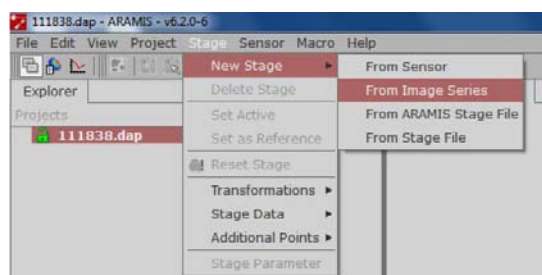 111838.dap - ARAMIS - v6.2.0-6
File Edit View Project Stage Sensor Macro Help
New Stage
From Sensor
Explorer
Delete Stage
From Image Series
Projects
Set Active
From ARAMIS Stage File
111838.dap
Set as Reference
From Stage File
Reset Stage
Transformations
Stage Data
Additional Points
Stage Parameter